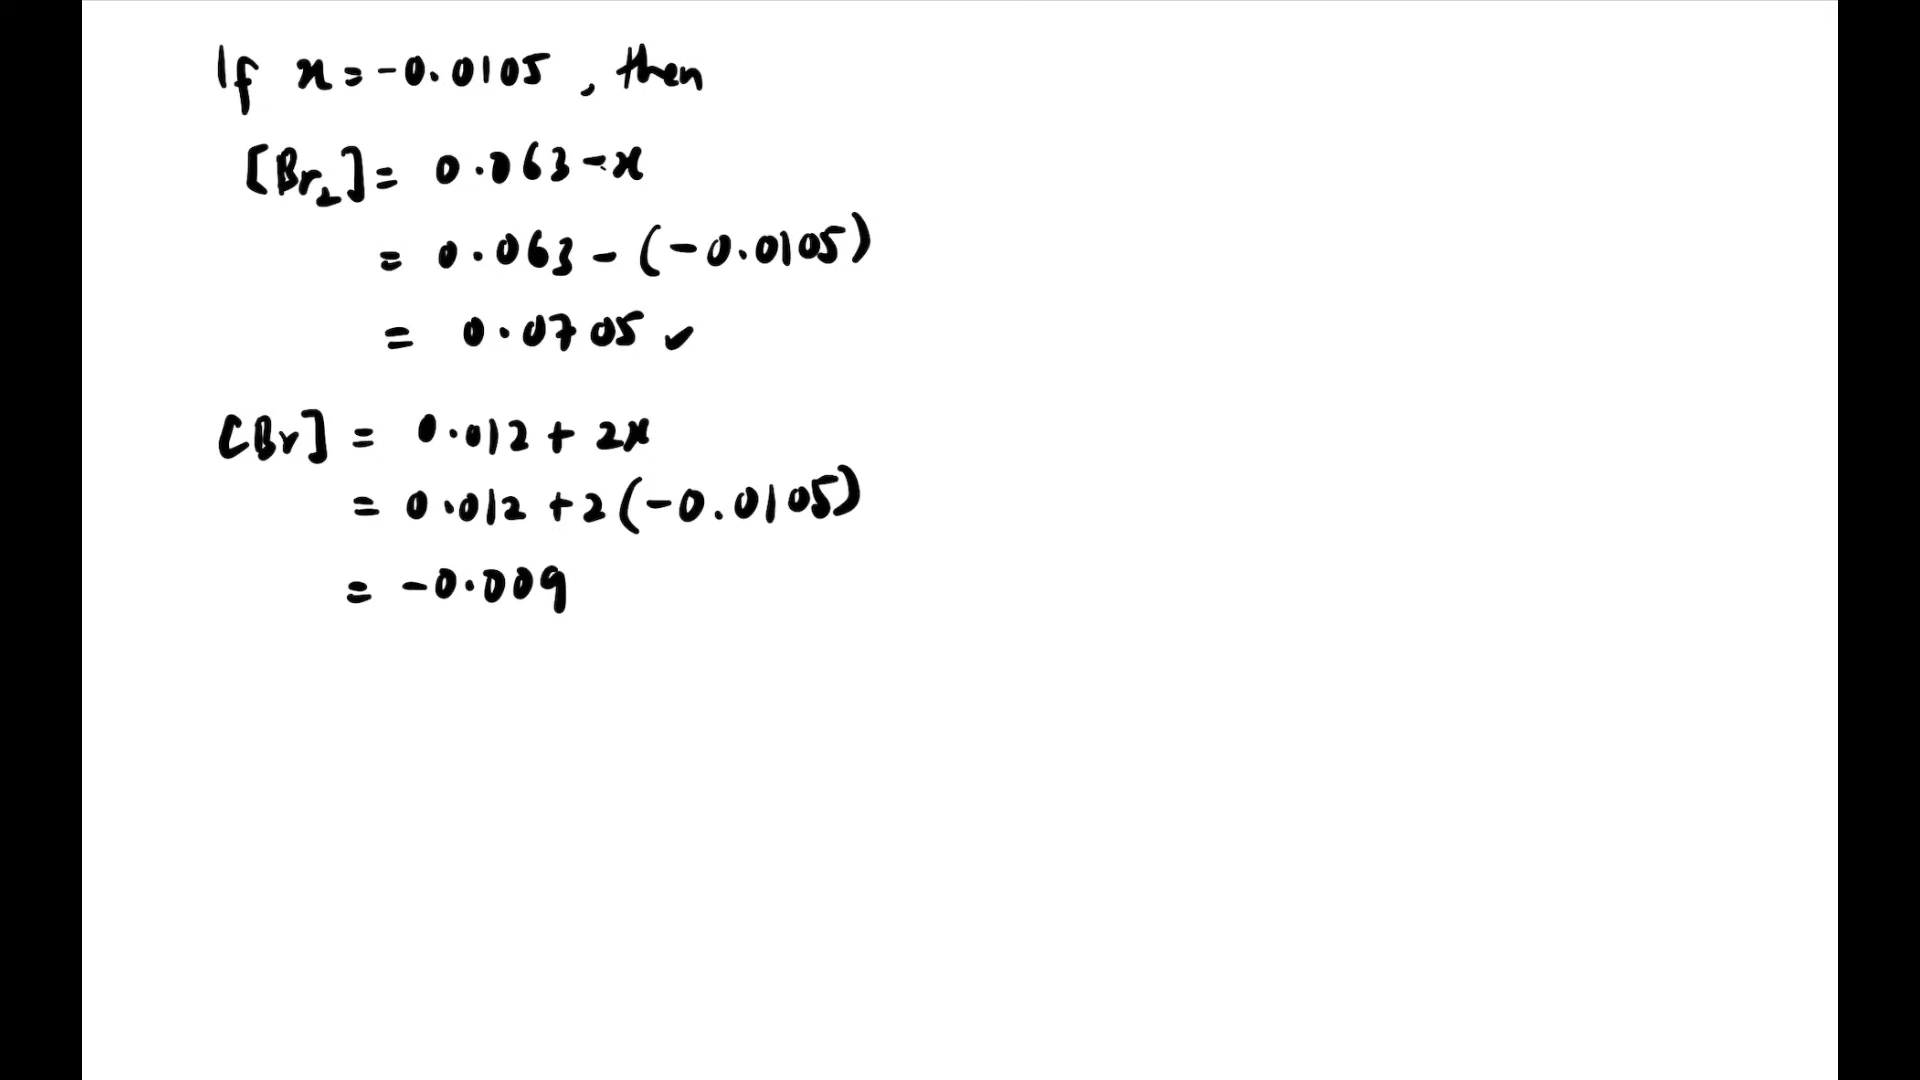 If x = -0.0105, then
[Br₂] = 0.063 - x
= 0.063 - (-0.0105)
= 0.0705 ✓
[Br] = 0.012 + 2x
= 0.012 + 2(-0.0105)
= -0.009